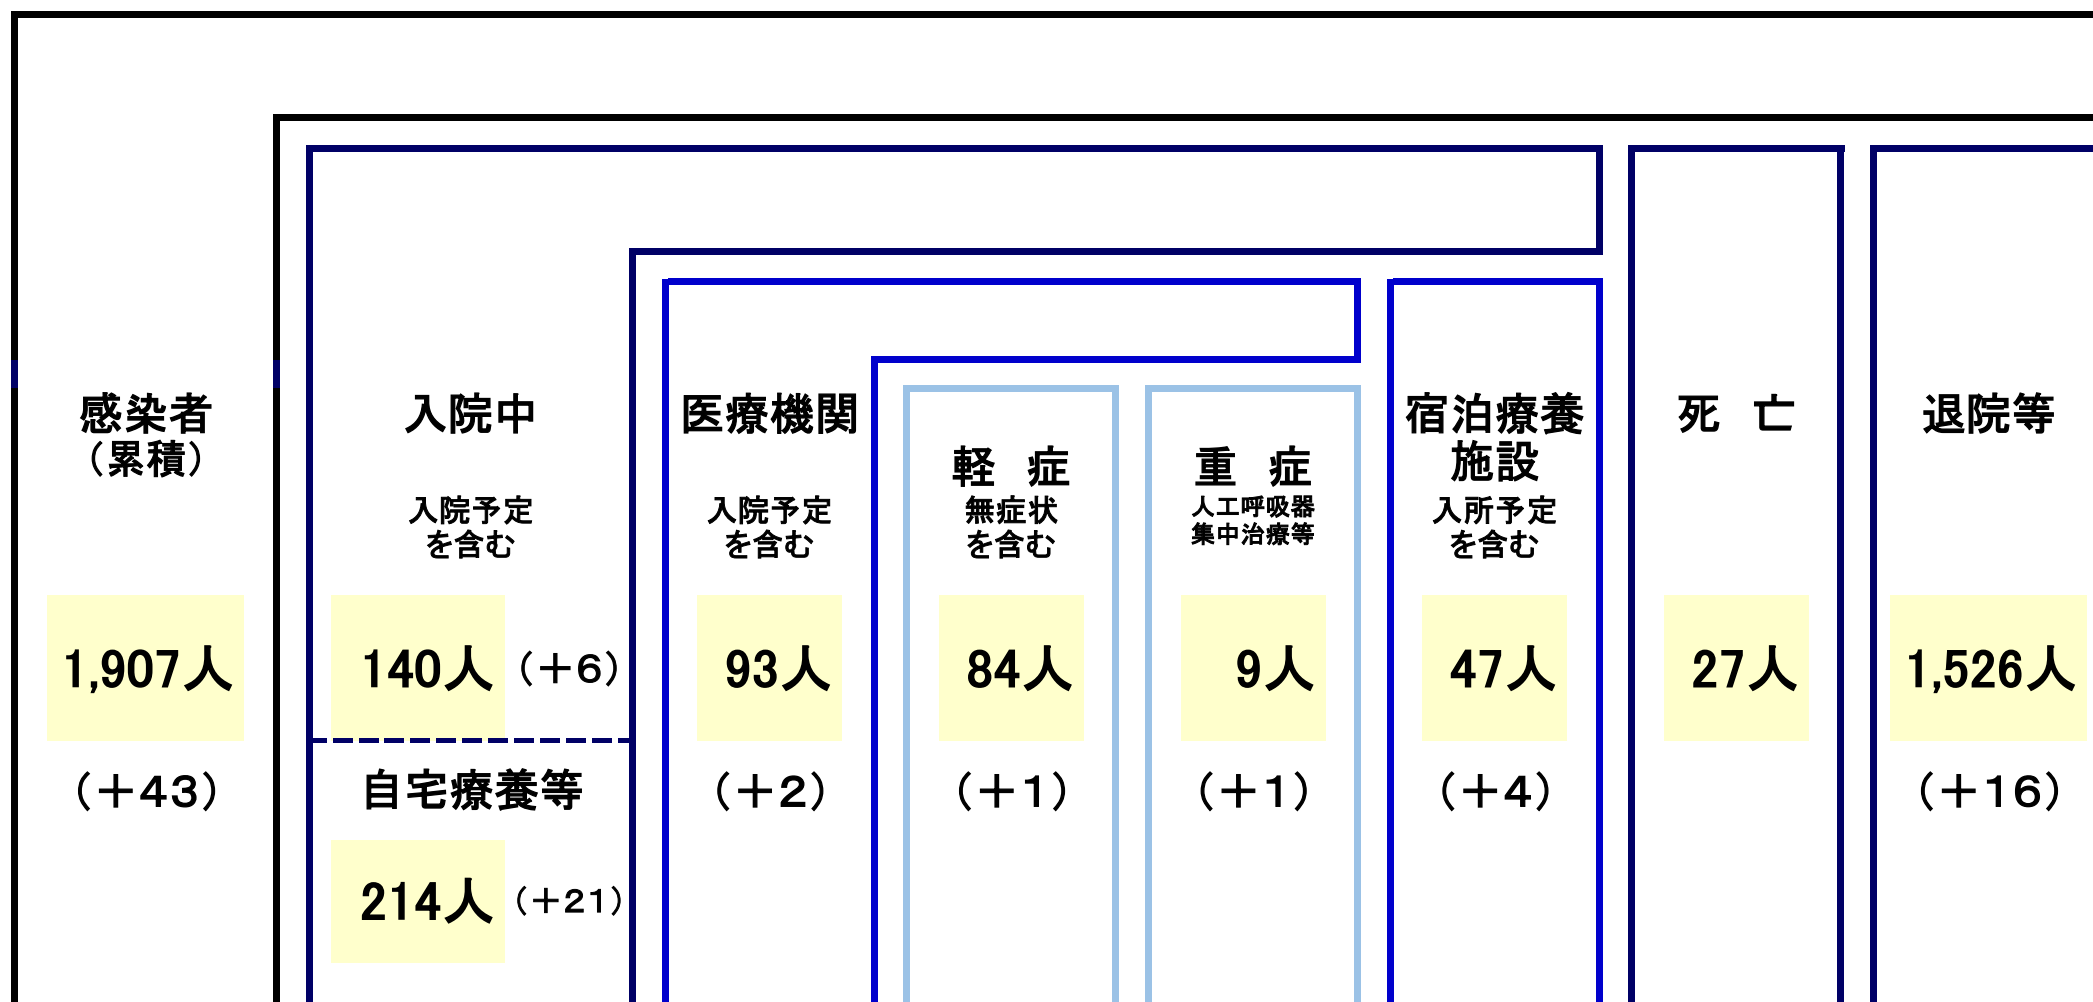 感染者
（累積）
1,907人
（＋43）
入院中
入院予定
を含む
140人（＋6）
自宅療養等
214人（＋21）
医療機関
入院予定
を含む
93人
（＋2）
軽　症
無症状
を含む
84人
（＋1）
重　症
人工呼吸器
集中治療等
9人
（＋1）
宿泊療養
施設
入所予定
を含む
47人
（＋4）
死　亡
27人
退院等
1,526人
（＋16）